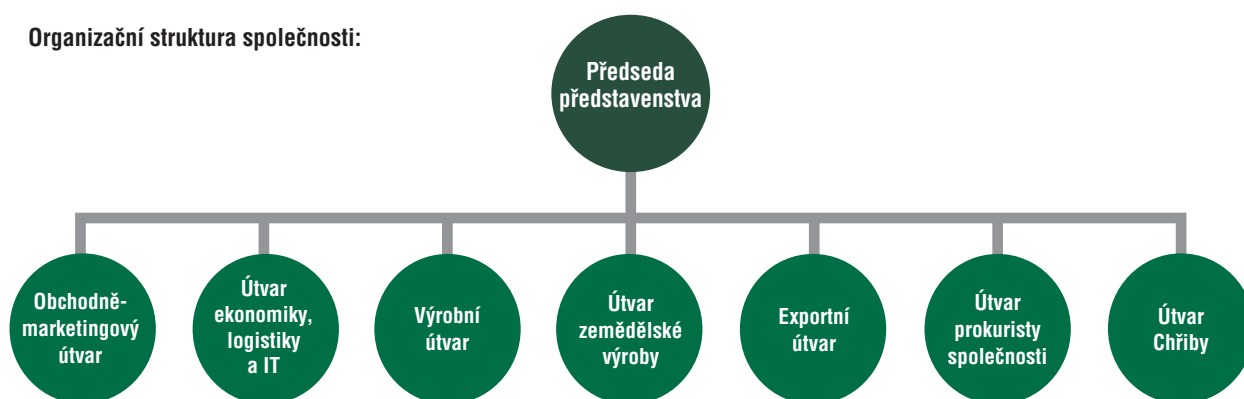 Organizační struktura společnosti:
Předseda
představenstva
Obchodně-
marketingový
útvar
Útvar
ekonomiky,
logistiky
a IT
Výrobní
útvar
Útvar
zemědělské
výroby
Exportní
útvar
Útvar
prokuristy
společnosti
Útvar
Chřiby